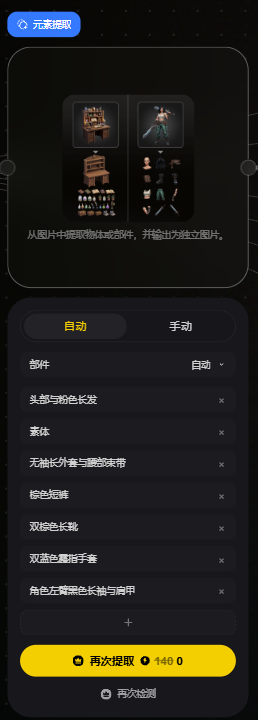 元素提取
从图片中提取物体或部件，并输出为独立图片。
自动 手动
部件 自动
头部与粉色长发
素体
无袖长外套与腰部束带
棕色短裤
双棕色长靴
双蓝色露指手套
角色左臂黑色长袖与肩甲
再次提取 140 0
再次检测